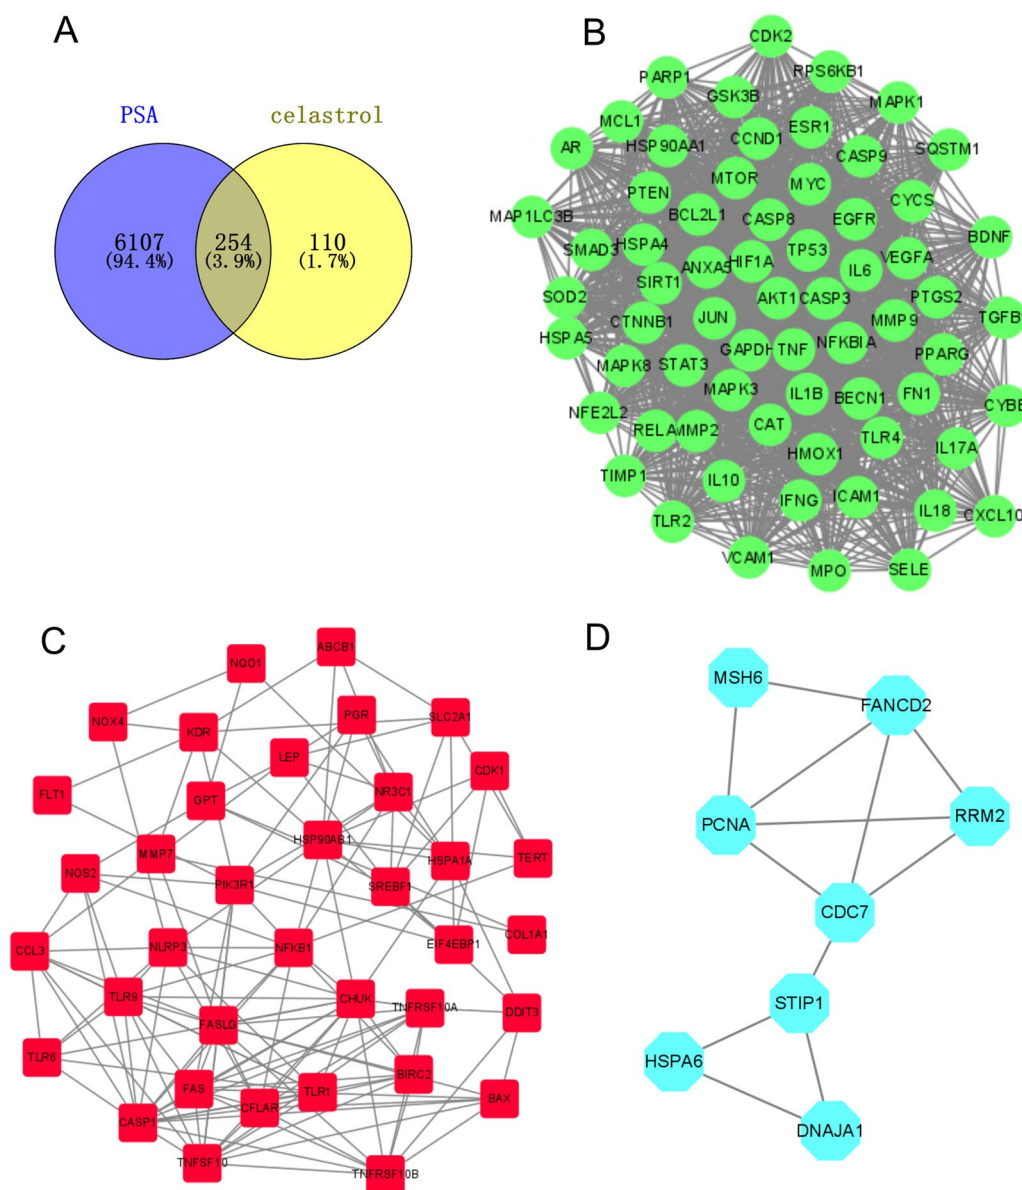 A
PSA
celastrol
6107
(94.4%)
254
(3.9%)
110
(1.7%)
B
CDK2
PARP1
RPS6KB1
GSK3B
MAPK1
MCL1
ESR1
CCND1
AR
HSP90AA1
CASP9
SQSTM1
MTOR
MYC
PTEN
CYCS
MAP1LC3B
BCL2L1
CASP8
EGFR
BDNF
SMAD3
HSPA4
TP53
HIF1A
VEGFA
ANXA5
IL6
SIRT1
SOD2
AKT1
CASP3
PTGS2
TGFB
CTNNB1
JUN
MMP9
HSPA5
GAPDH
TNF
NFKBIA
PPARG
MAPK8
STAT3
MAPK3
IL1B
BECN1
FN1
NFE2L2
CYBB
RELA
MMP2
CAT
TLR4
HMOX1
IL17A
TIMP1
IL10
IFNG
ICAM1
IL18
CXCL10
TLR2
VCAM1
MPO
SELE
C
ABCB1
NQO1
NOX4
KDR
PGR
SLC2A1
LEP
CDK1
FLT1
GPT
NR3C1
HSP90AB1
MMP7
HSPA1A
TERT
NOS2
PIK3R1
SREBF1
COL1A1
CCL3
NLRP3
NFKB1
EIF4EBP1
TLR9
CHUK
TNFRSF10A
DDIT3
FASLG
TLR6
FAS
TLR1
BIRC2
BAX
CASP1
CFLAR
TNFSF10
TNFRSF10B
D
MSH6
FANCD2
PCNA
RRM2
CDC7
STIP1
HSPA6
DNAJA1